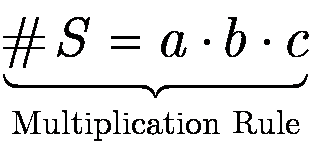 # S = a · b · c
Multiplication Rule